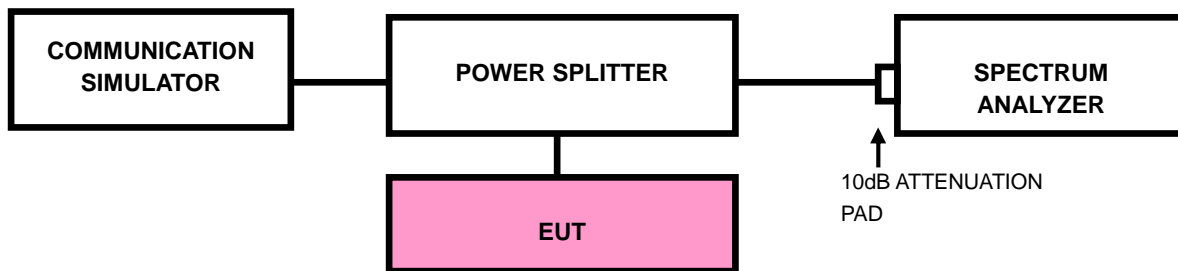 COMMUNICATION
SIMULATOR
POWER SPLITTER
SPECTRUM
ANALYZER
10dB ATTENUATION
PAD
EUT